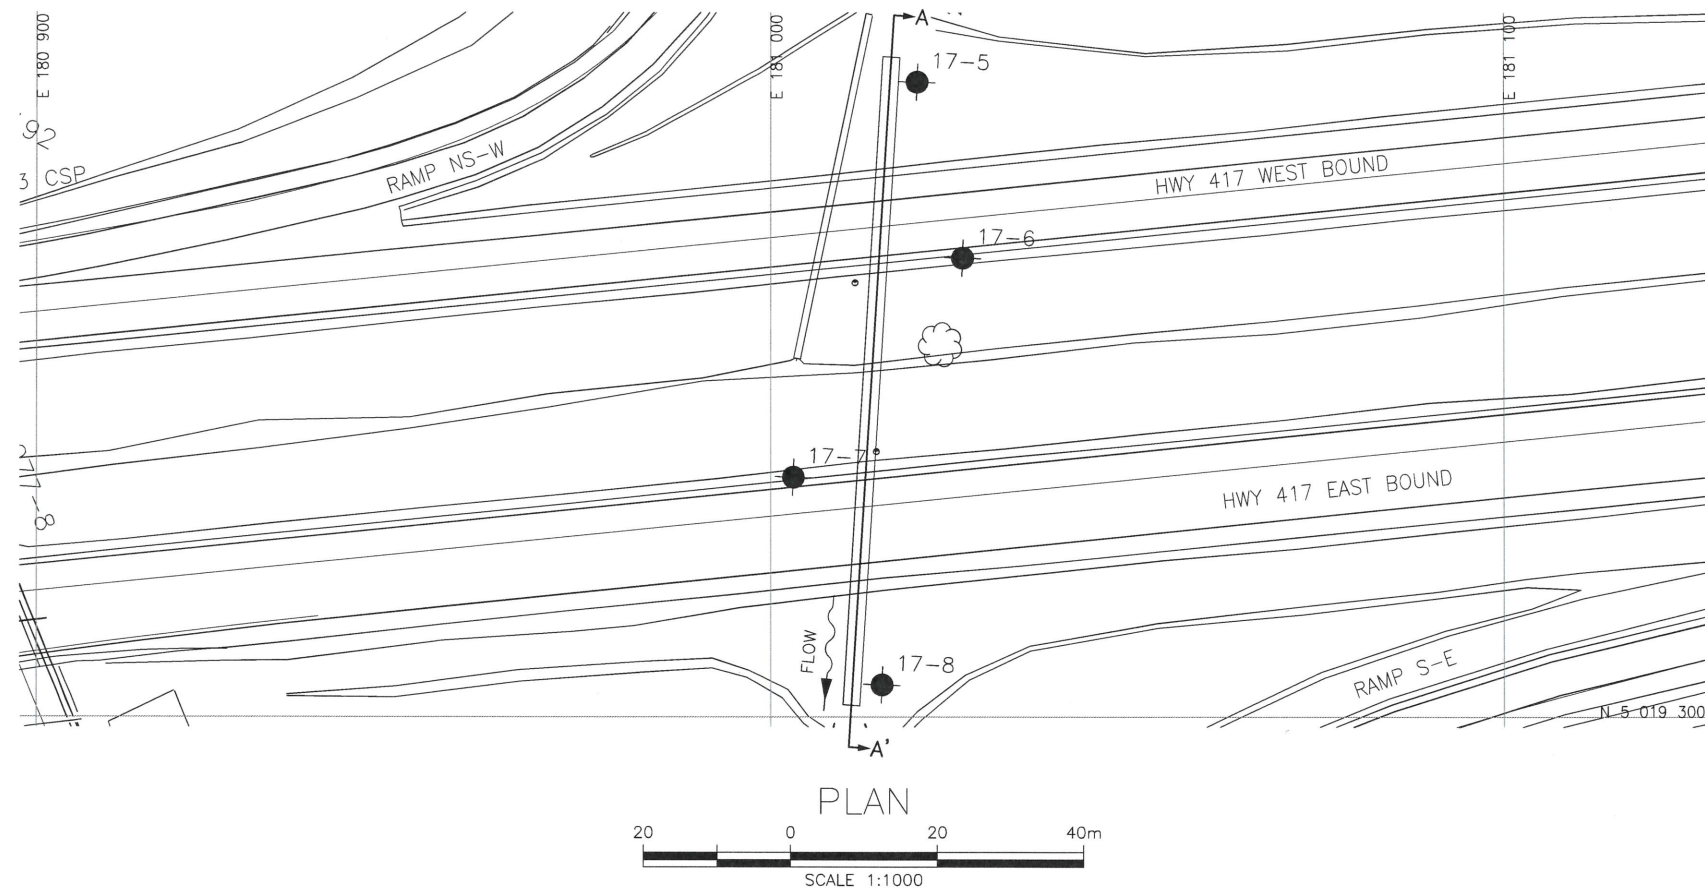 E 180 900
E 181 000
A
E 181 100
17-5
3 CSP
RAMP NS-W
HWY 417 WEST BOUND
17-6
17-7
HWY 417 EAST BOUND
FLOW
17-8
RAMP S-E
N 5 019 300
A'
PLAN
20 0 20 40m
SCALE 1:1000